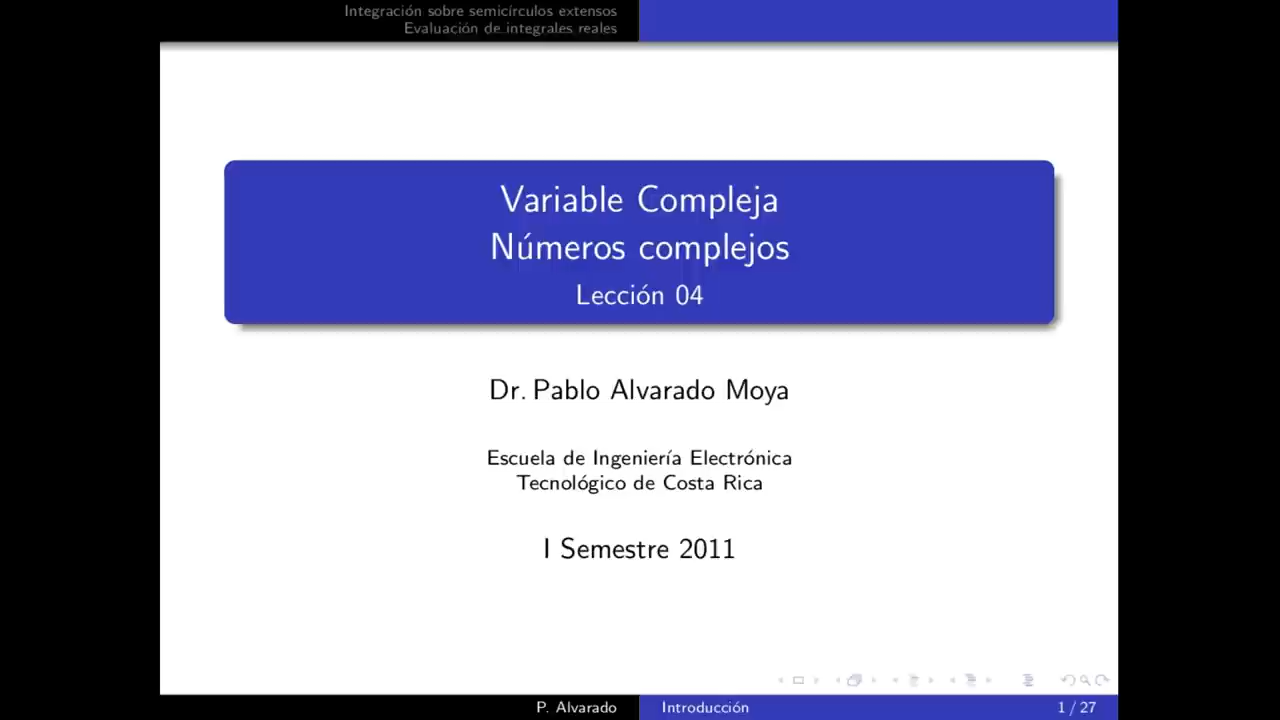 Integración sobre semicírculos extensos
Evaluación de integrales reales
Variable Compleja
Números complejos
Lección 04
Dr. Pablo Alvarado Moya
Escuela de Ingeniería Electrónica
Tecnológico de Costa Rica
I Semestre 2011
P. Alvarado Introducción 1 / 27